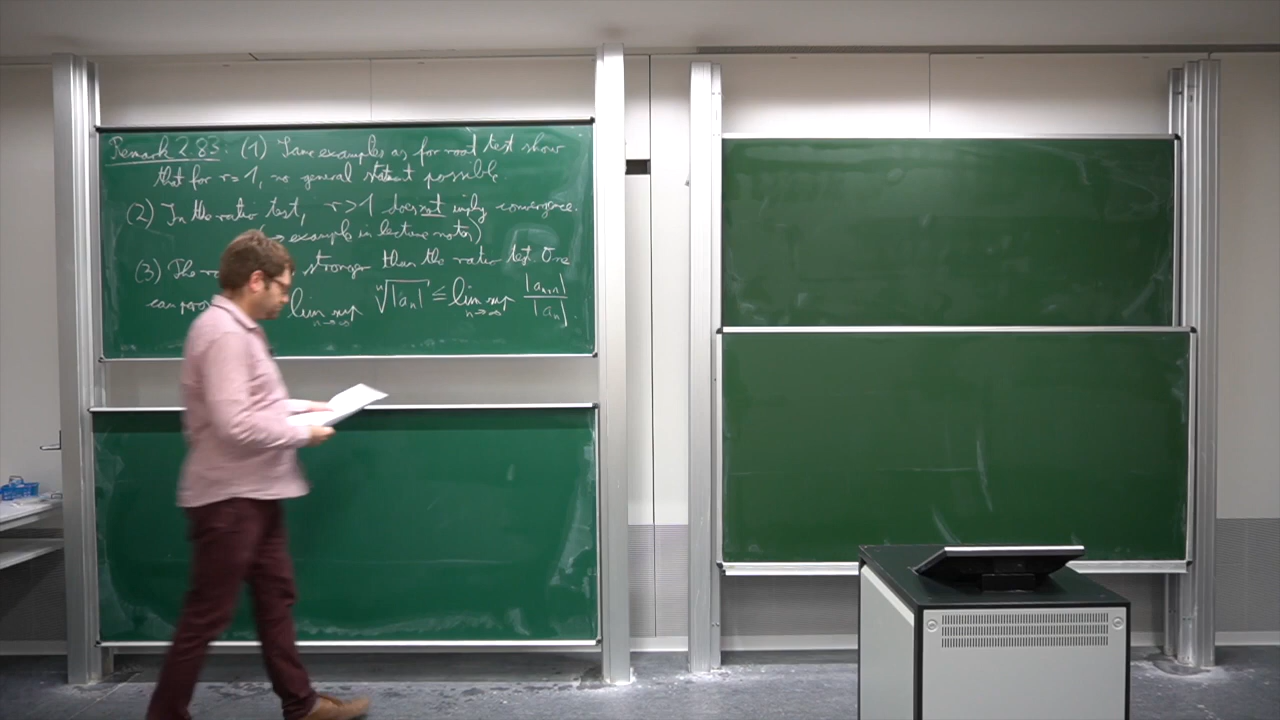 Remark 2.83: (1) Same examples as for root test show
that for r=1, no general statement possible.
(2) In the ratio test, r>1 does not imply convergence.
example in lecture notes)
(3) The stronger than the ratio test. One
can lim sup n→∞ ⁿ√|aₙ| ≤ lim sup n→∞ |aₙ₊₁| / |aₙ|.